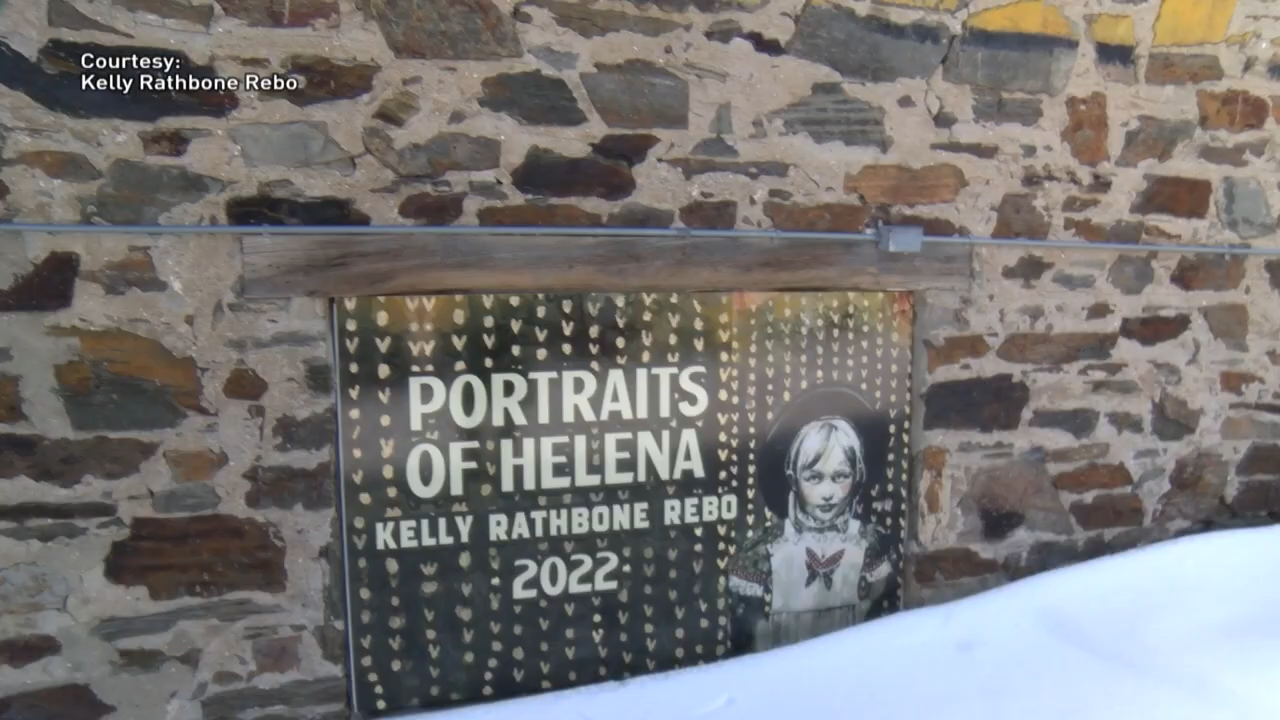 Courtesy:
Kelly Rathbone Rebo
PORTRAITS
OF HELENA
KELLY RATHBONE REBO
2022